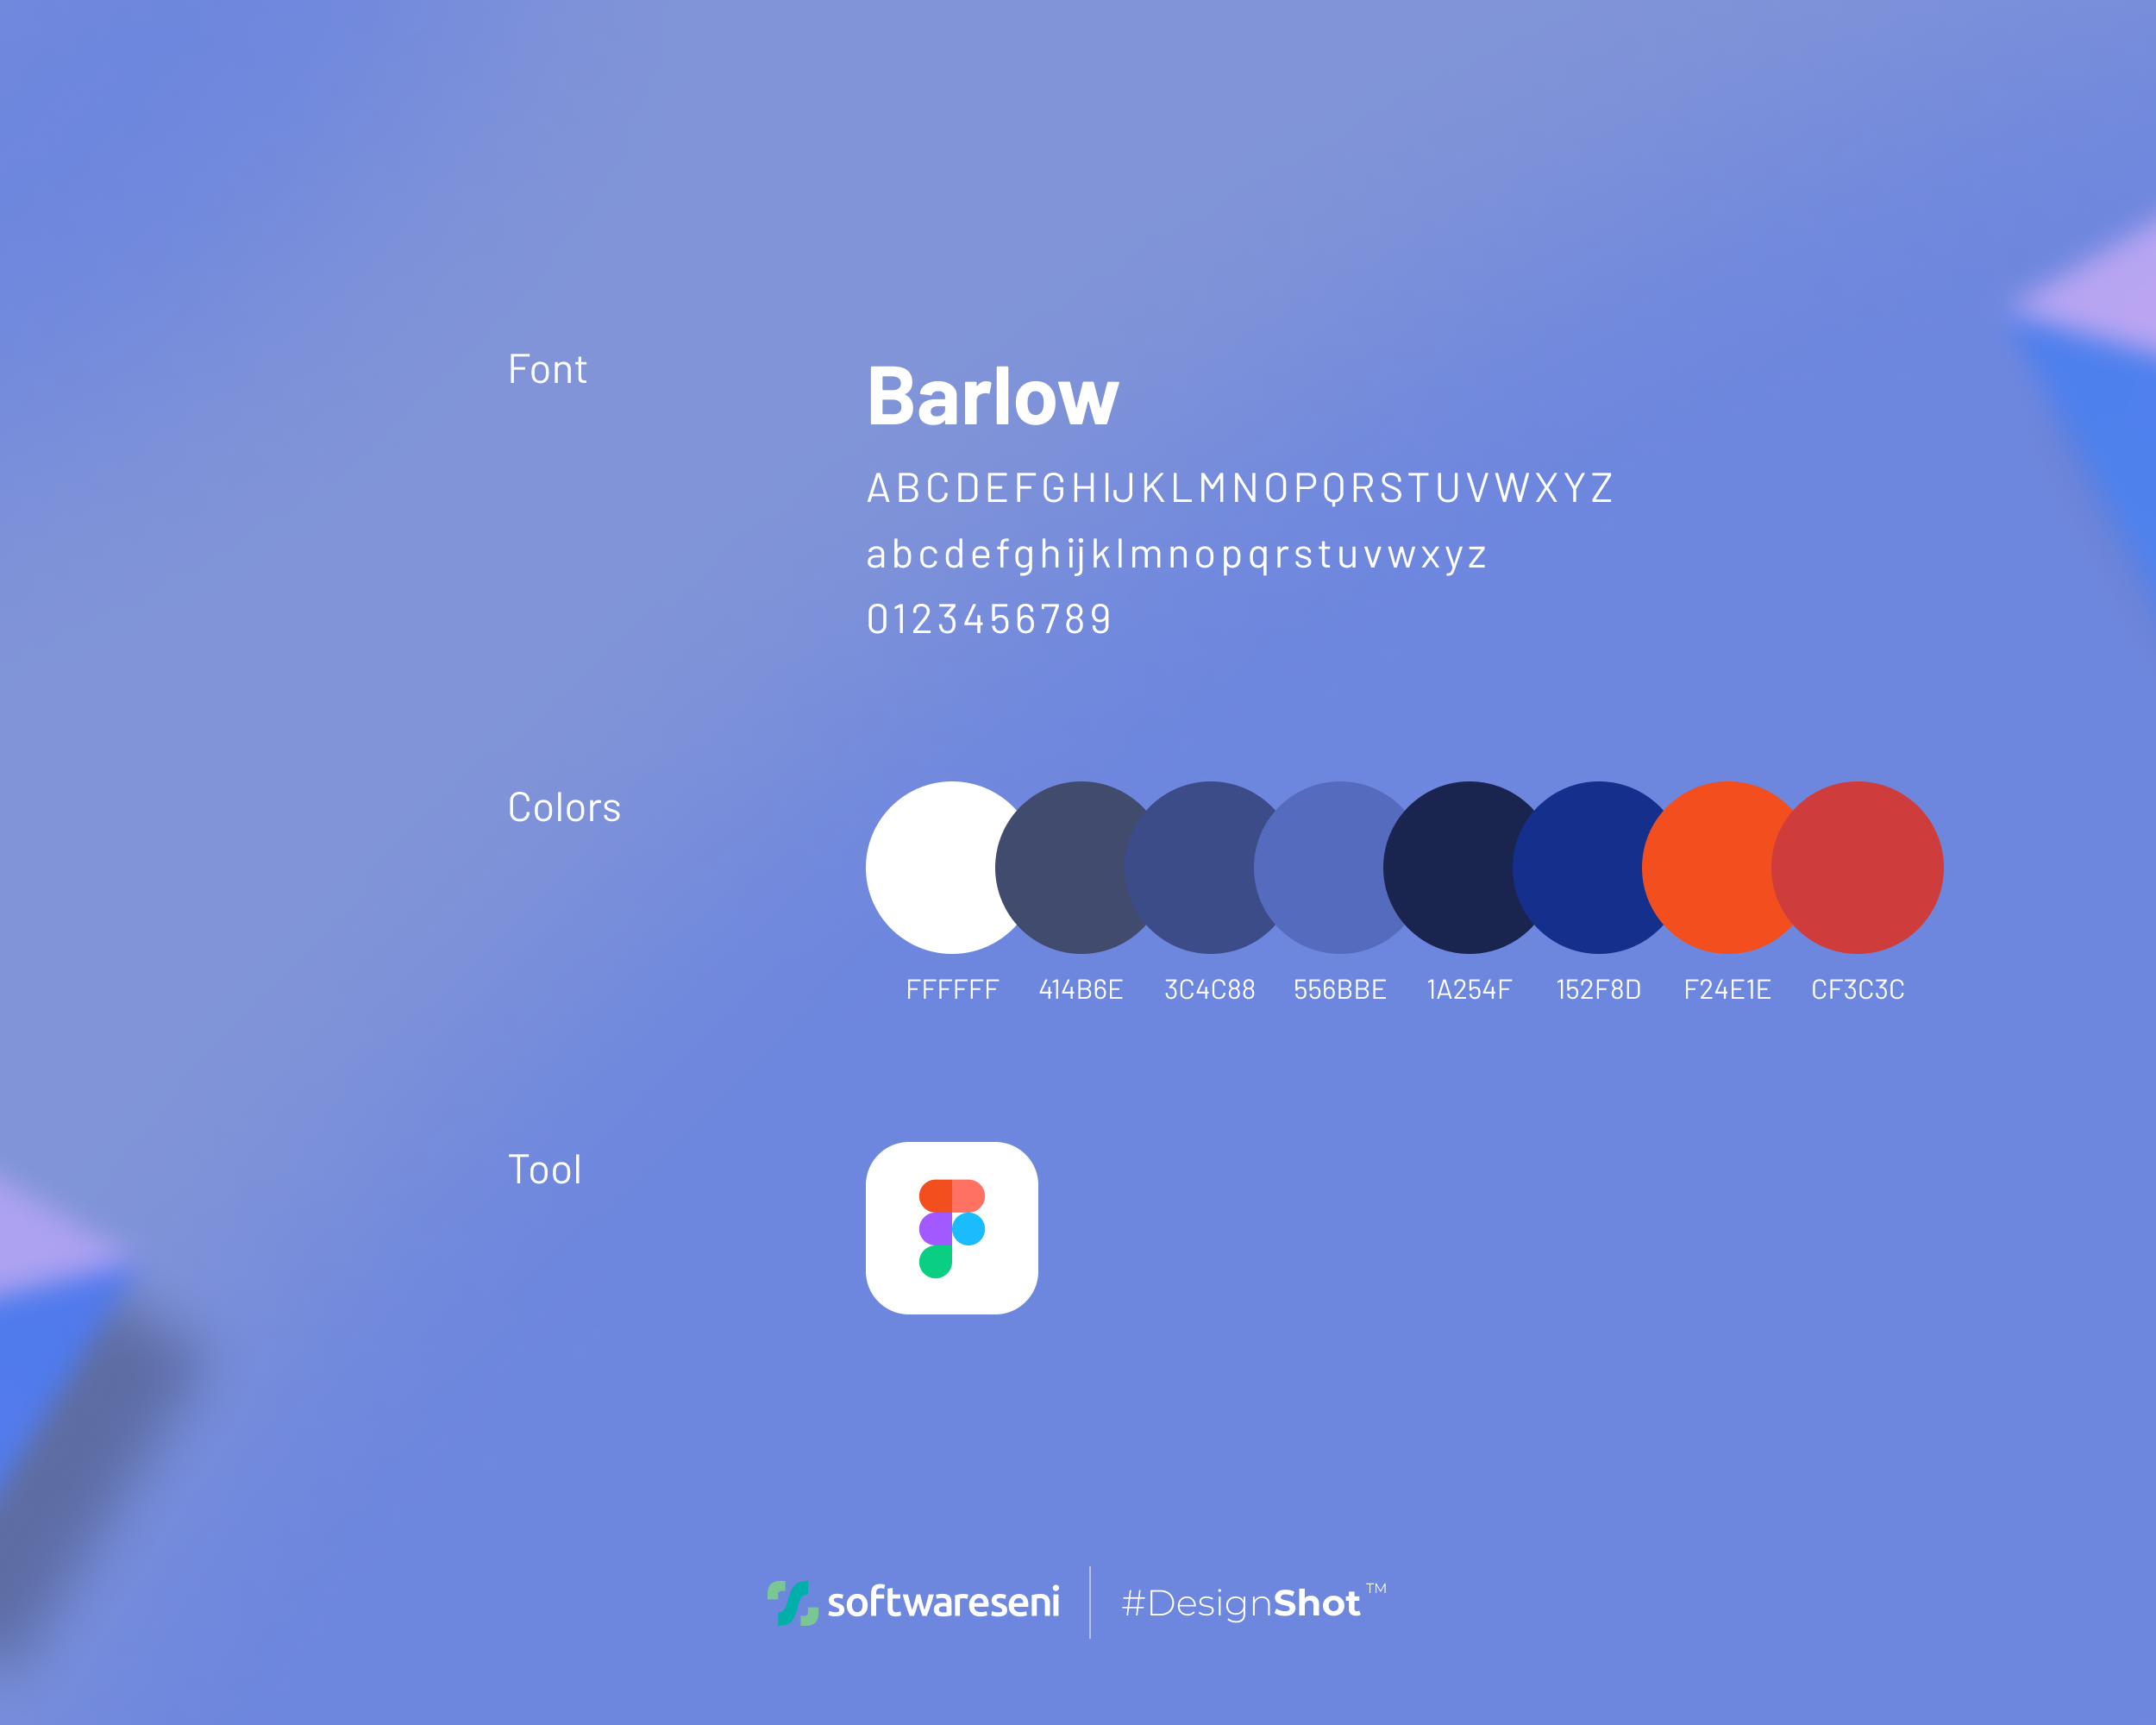 Font
Barlow
ABCDEFGHIJKLMNOPQRSTUVWXYZ
abcdefghijklmnopqrstuvwxyz
0123456789
Colors
FFFFFF 414B6E 3C4C88 556BBE 1A254F 152F8D F24E1E CF3C3C
Tool
softwareseni #DesignShot™